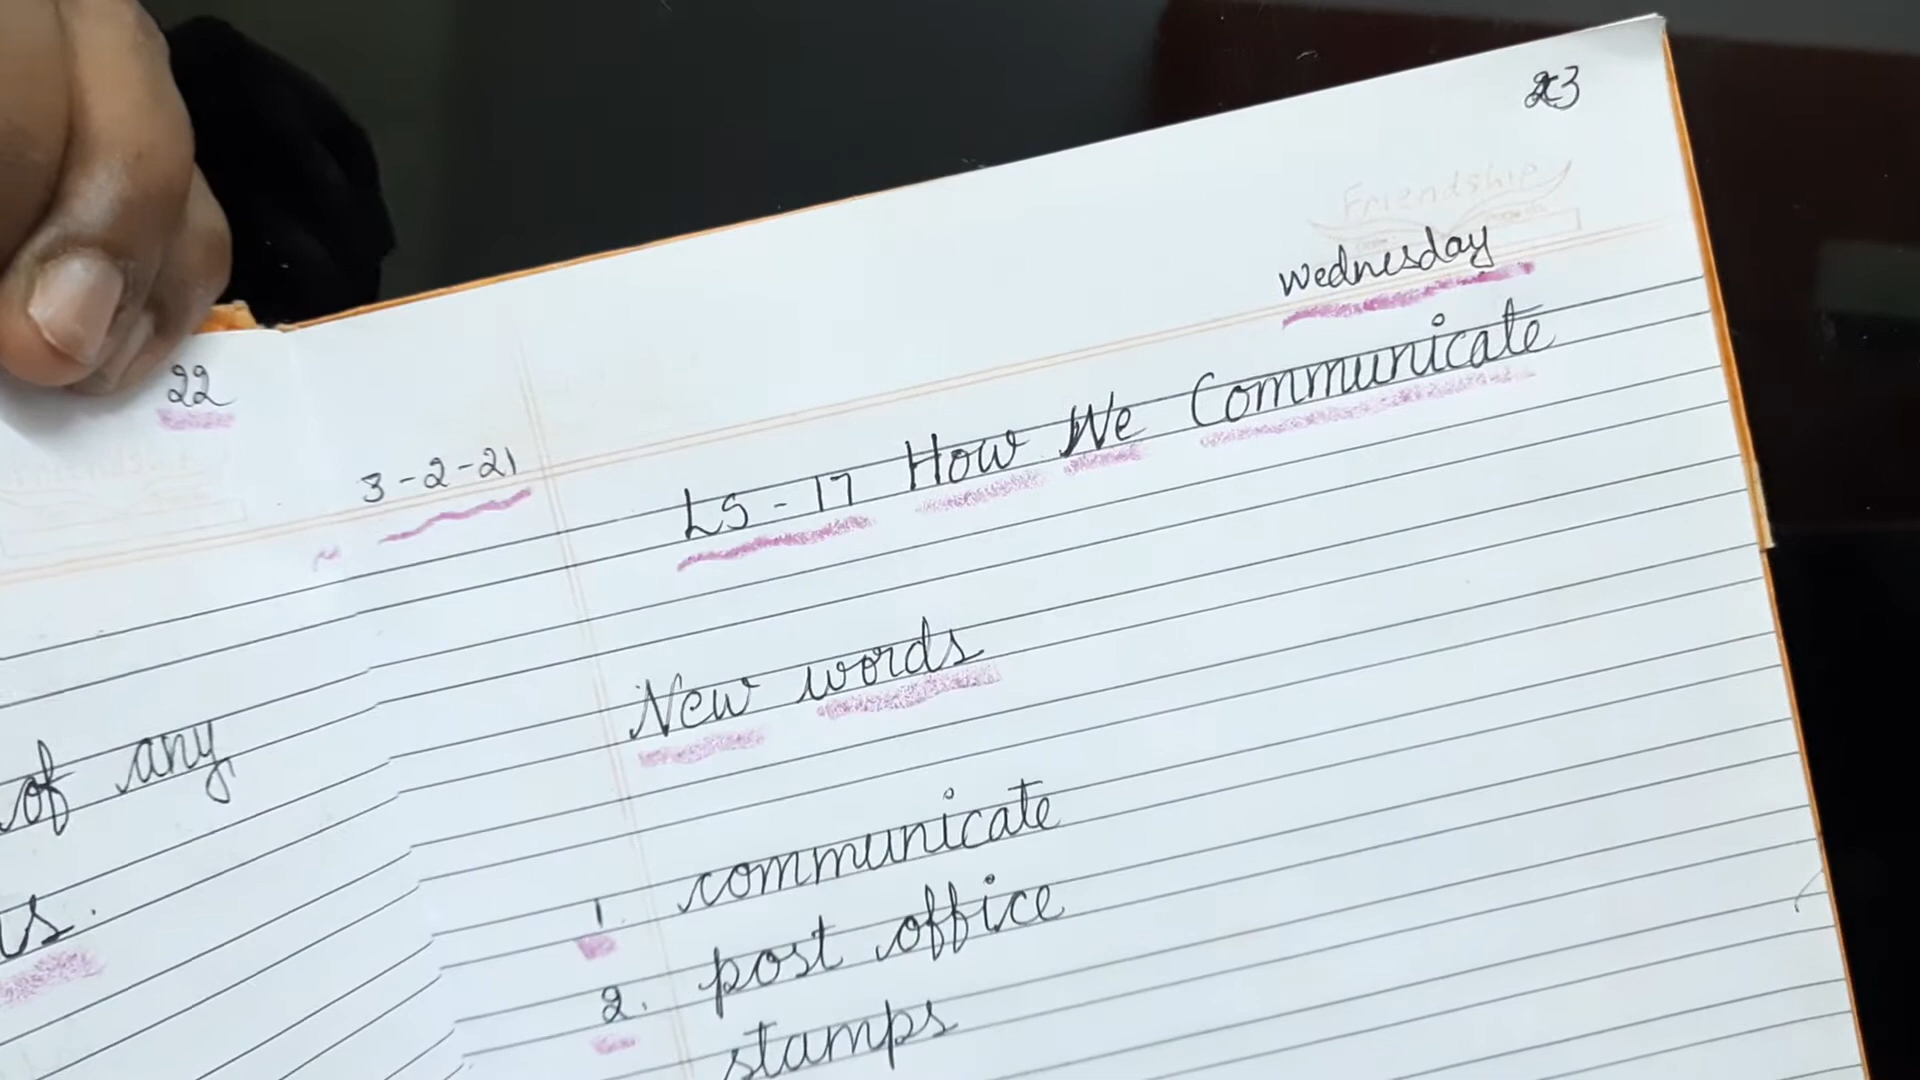 22
of any
23
Friendship
Wednesday
3-2-21
LS-17 How We Communicate
New words
1. communicate
2. post office
stamps